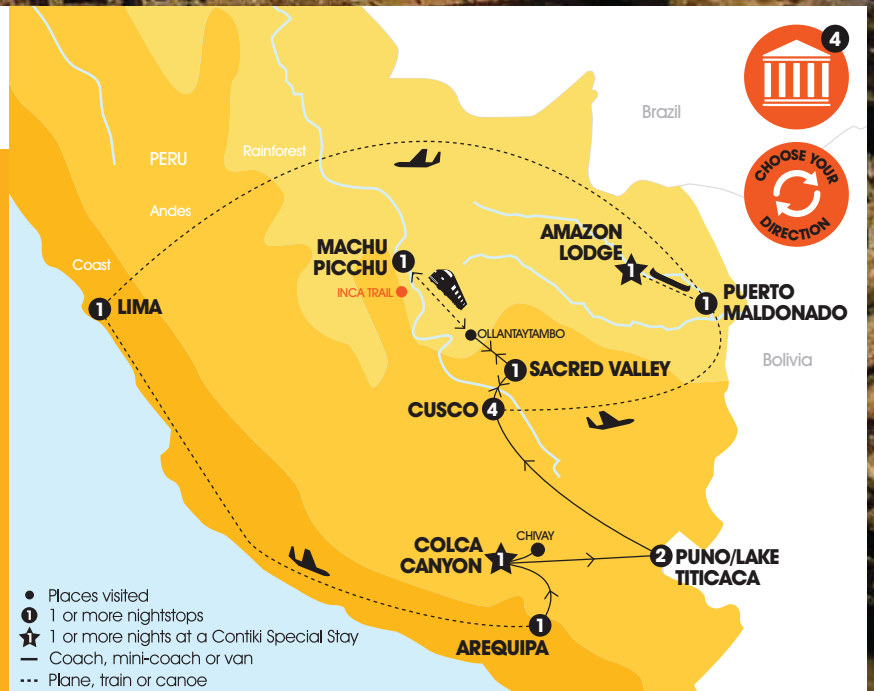 4
CHOOSE YOUR
DIRECTION
Brazil
PERU
Rainforest
Andes
Coast
1 LIMA
MACHU
PICCHU
1
INCA TRAIL
AMAZON
LODGE
1
1
PUERTO
MALDONADO
Bolivia
OLLANTAYTAMBO
1 SACRED VALLEY
CUSCO 4
COLCA
CANYON
1
CHIVAY
2 PUNO/LAKE
TITICACA
AREQUIPA
1
Places visited
1 1 or more nightstops
1 1 or more nights at a Contiki Special Stay
Coach, mini-coach or van
Plane, train or canoe